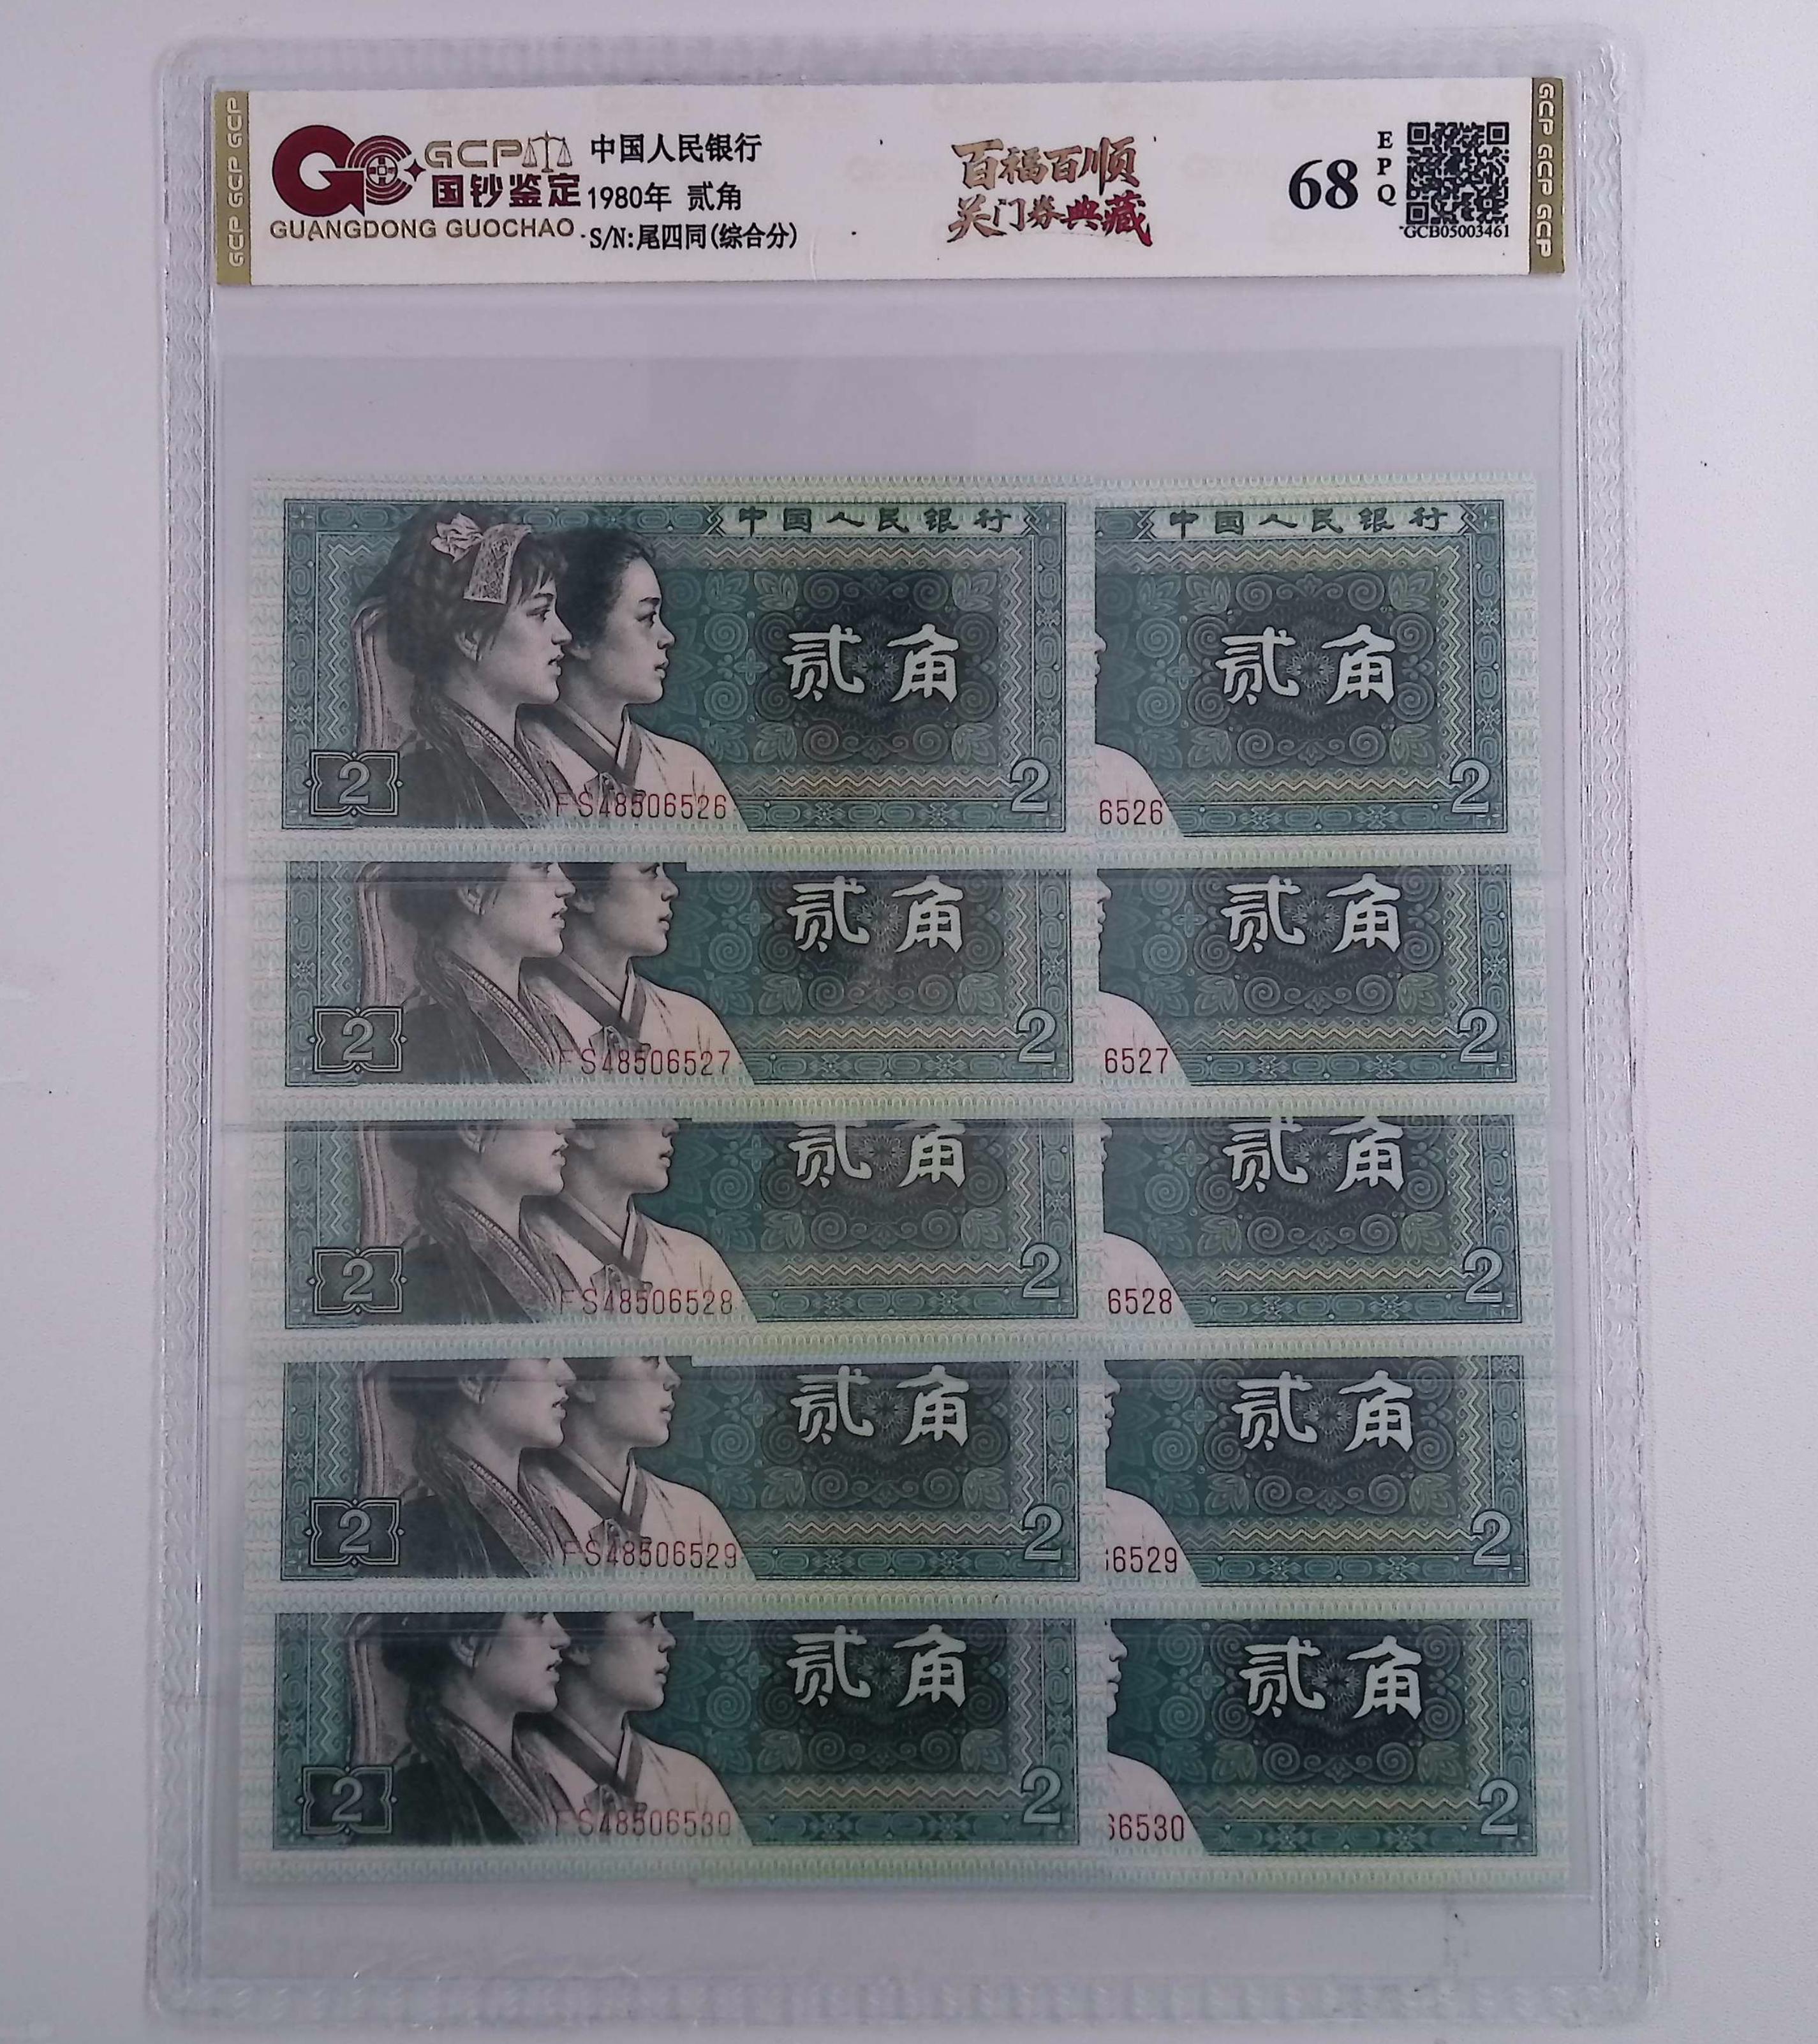 GCP GCP GCP
GCP
国钞鉴定
GUANGDONG GUOCHAO
中国人民银行
1980年 贰角
S/N:尾四同(综合分)
百福百顺
关门券典藏
68
EPQ
GCB05003461
GCP GCP GCP
中国人民银行
贰角
2
FS48506526
2
中国人民银行
贰角
6526
2
贰角
2
FS48506527
2
贰角
6527
2
贰角
2
FS48506528
2
贰角
6528
2
贰角
2
FS48506529
2
贰角
6529
2
贰角
2
FS48506530
2
贰角
6530
2